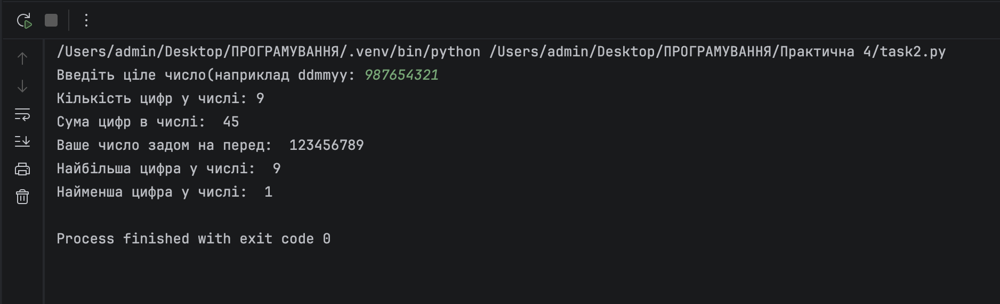 /Users/admin/Desktop/ПРОГРАМУВАННЯ/.venv/bin/python /Users/admin/Desktop/ПРОГРАМУВАННЯ/Практична 4/task2.py
Введіть ціле число(наприклад ddmmyy: 987654321
Кількість цифр у числі: 9
Сума цифр в числі:  45
Ваше число задом на перед:  123456789
Найбільша цифра у числі:  9
Найменша цифра у числі:  1
Process finished with exit code 0